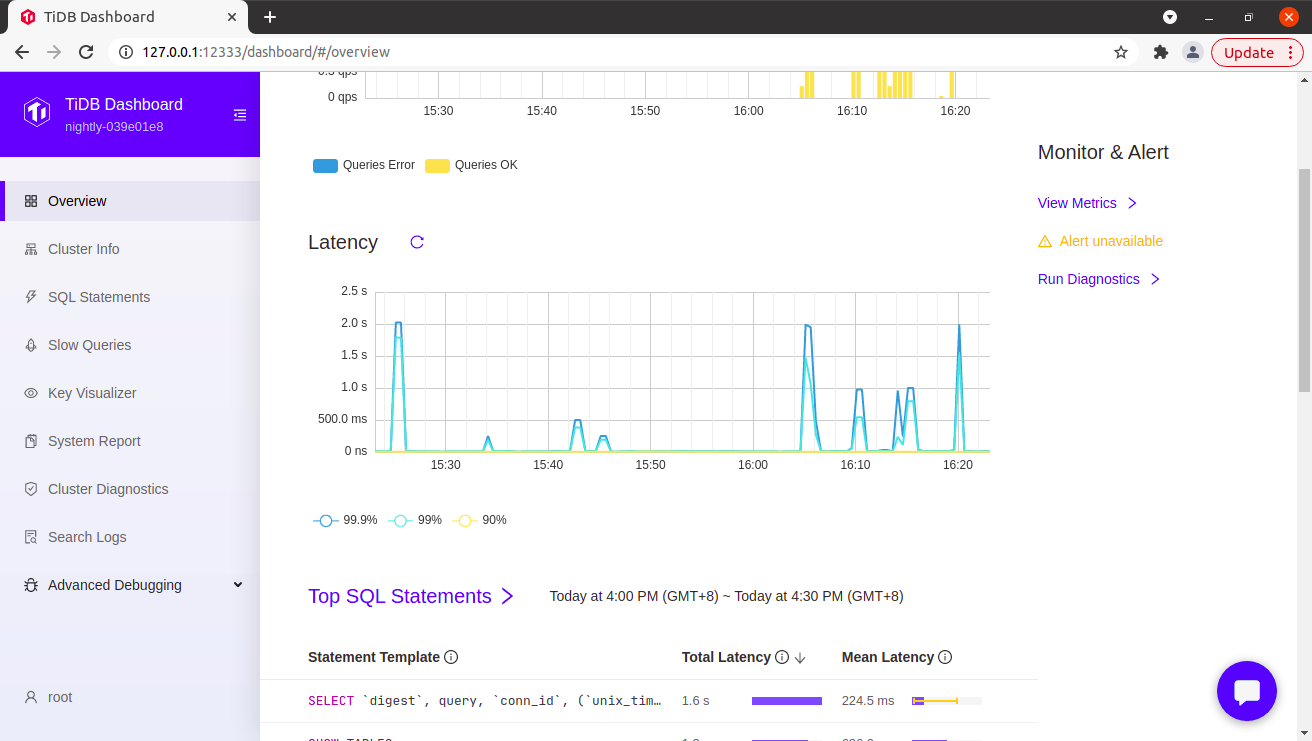 TiDB Dashboard
127.0.0.1:12333/dashboard/#/overview
Update
TiDB Dashboard
nightly-039e01e8
Overview
Cluster Info
SQL Statements
Slow Queries
Key Visualizer
System Report
Cluster Diagnostics
Search Logs
Advanced Debugging
root
0.5 qps
0 qps
15:30 15:40 15:50 16:00 16:10 16:20
Queries Error Queries OK
Latency
2.5 s
2.0 s
1.5 s
1.0 s
500.0 ms
0 ns
15:30 15:40 15:50 16:00 16:10 16:20
99.9% 99% 90%
Top SQL Statements Today at 4:00 PM (GMT+8) ~ Today at 4:30 PM (GMT+8)
Statement Template Total Latency Mean Latency
SELECT `digest`, query, `conn_id`, (`unix_tim… 1.6 s 224.5 ms
SHOW TABLES
Monitor & Alert
View Metrics
Alert unavailable
Run Diagnostics